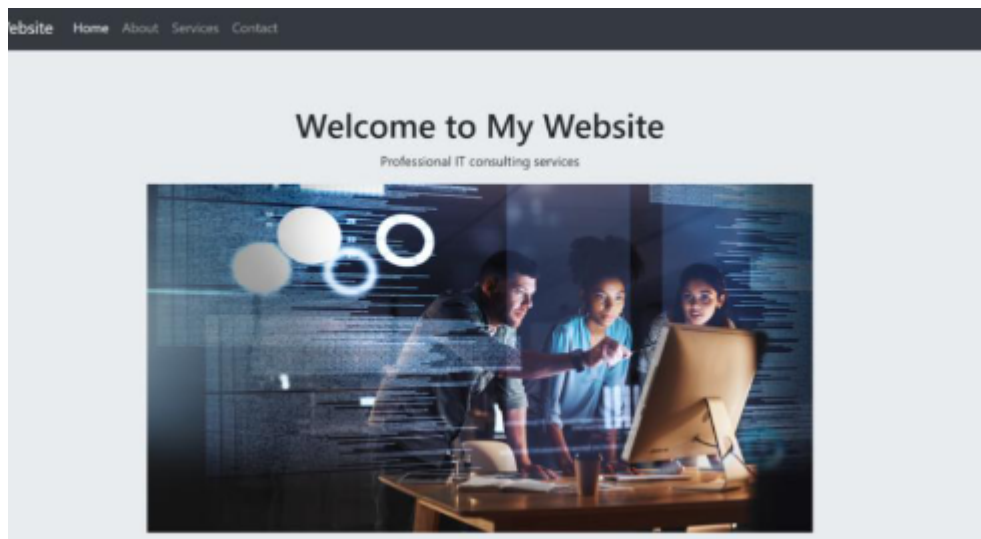 ebsite Home About Services Contact
Welcome to My Website
Professional IT consulting services